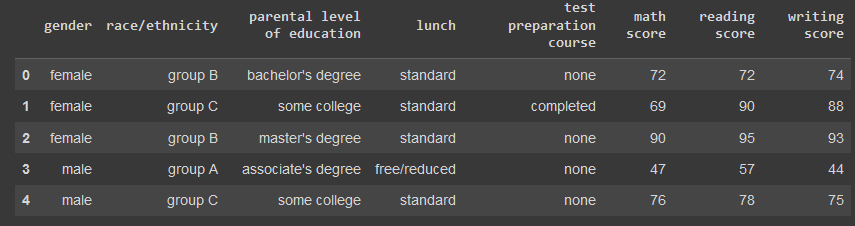 gender race/ethnicity parental level of education lunch test preparation course math score reading score writing score
0 female group B bachelor's degree standard none 72 72 74
1 female group C some college standard completed 69 90 88
2 female group B master's degree standard none 90 95 93
3 male group A associate's degree free/reduced none 47 57 44
4 male group C some college standard none 76 78 75